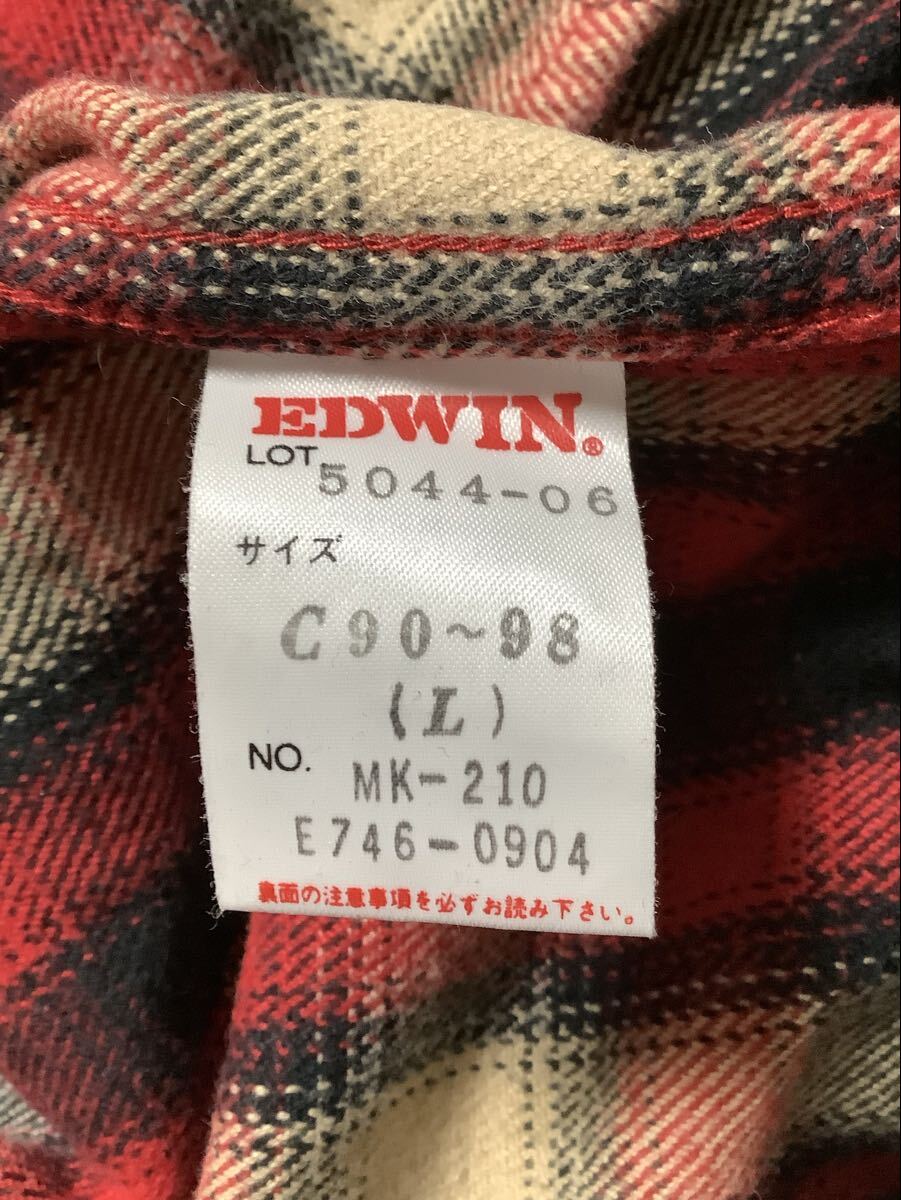 EDWIN®
LOT 5044-06
サイズ
C90~98
(L)
NO. MK-210
E746-0904
裏面の注意事項を必ずお読み下さい。